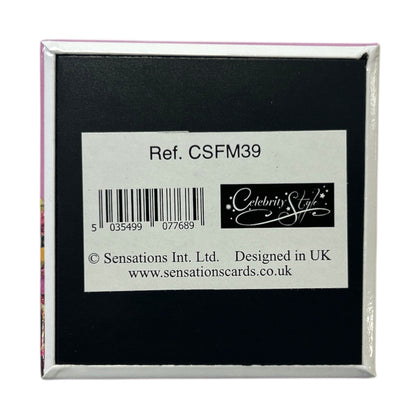 Ref. CSFM39
5 035499 077689
Celebrity Style
© Sensations Int. Ltd. Designed in UK
www.sensationscards.co.uk